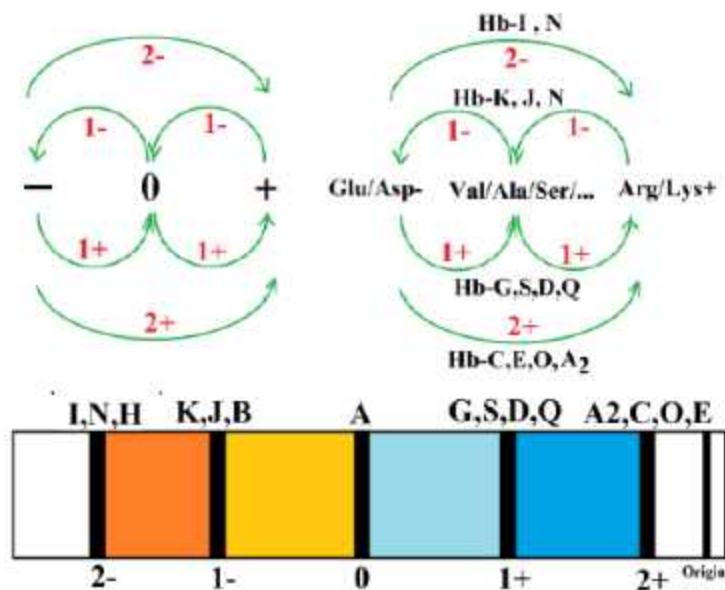 Hb-I , N
2- 2-
Hb-K, J, N
1- 1- 1- 1-
− 0 + Glu/Asp- Val/Ala/Ser/... Arg/Lys+
1+ 1+ 1+ 1+
Hb-G,S,D,Q
2+ 2+
Hb-C,E,O,A2
I,N,H K,J,B A G,S,D,Q A2,C,O,E
2- 1- 0 1+ 2+ Origin